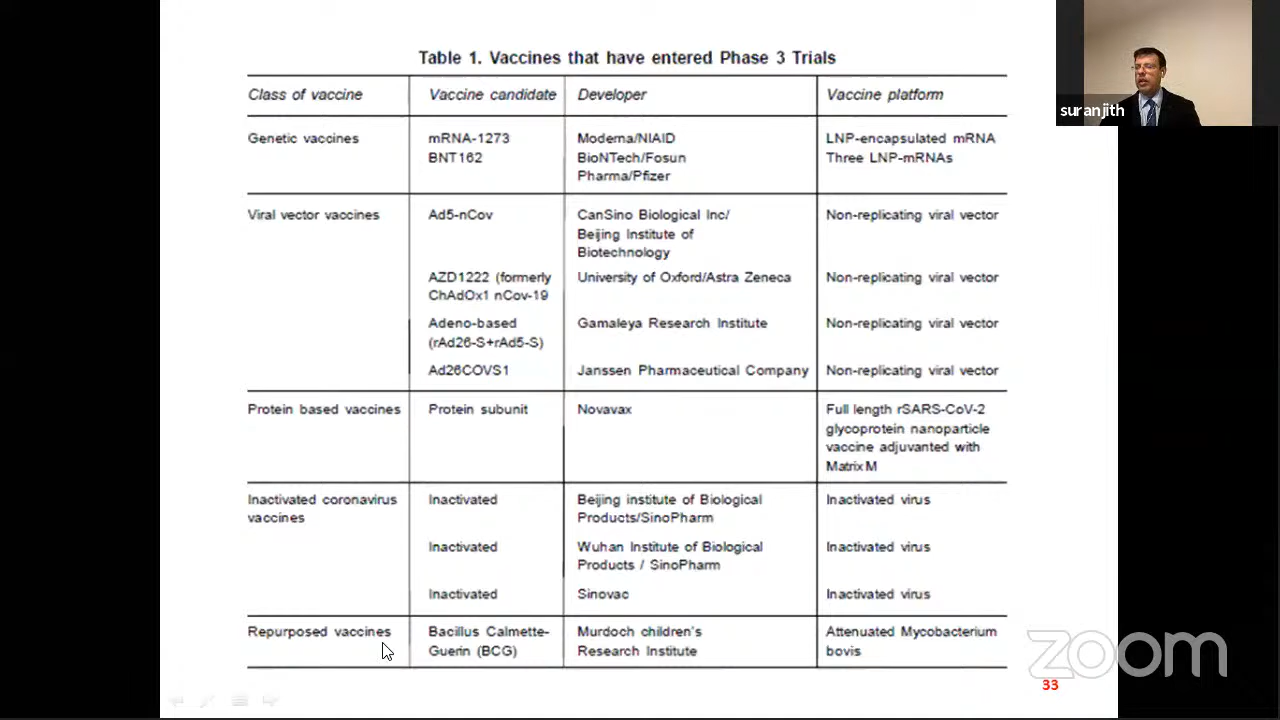 Table 1. Vaccines that have entered Phase 3 Trials
Class of vaccine Vaccine candidate Developer Vaccine platform
Genetic vaccines mRNA-1273 Moderna/NIAID LNP-encapsulated mRNA
BNT162 BioNTech/Fosun Three LNP-mRNAs
Pharma/Pfizer
Viral vector vaccines Ad5-nCov CanSino Biological Inc/ Non-replicating viral vector
Beijing Institute of
Biotechnology
AZD1222 (formerly University of Oxford/Astra Zeneca Non-replicating viral vector
ChAdOx1 nCov-19
Adeno-based Gamaleya Research Institute Non-replicating viral vector
(rAd26-S+rAd5-S)
Ad26COVS1 Janssen Pharmaceutical Company Non-replicating viral vector
Protein based vaccines Protein subunit Novavax Full length rSARS-CoV-2
glycoprotein nanoparticle
vaccine adjuvanted with
Matrix M
Inactivated coronavirus Inactivated Beijing institute of Biological Inactivated virus
vaccines Products/SinoPharm
Inactivated Wuhan Institute of Biological Inactivated virus
Products / SinoPharm
Inactivated Sinovac Inactivated virus
Repurposed vaccines Bacillus Calmette- Murdoch children's Attenuated Mycobacterium
Guerin (BCG) Research Institute bovis
33
suranjith
zoom